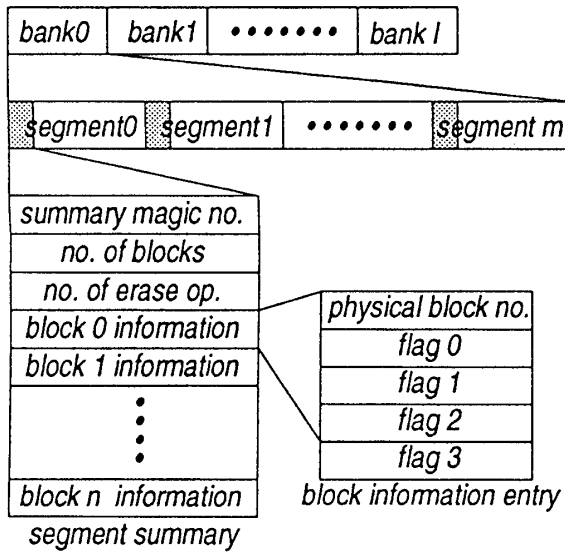 bank0 bank1 ••••••• bank l
segment0 segment1 ••••••• segment m
summary magic no.
no. of blocks
no. of erase op.
block 0 information
block 1 information
block n information
segment summary
physical block no.
flag 0
flag 1
flag 2
flag 3
block information entry